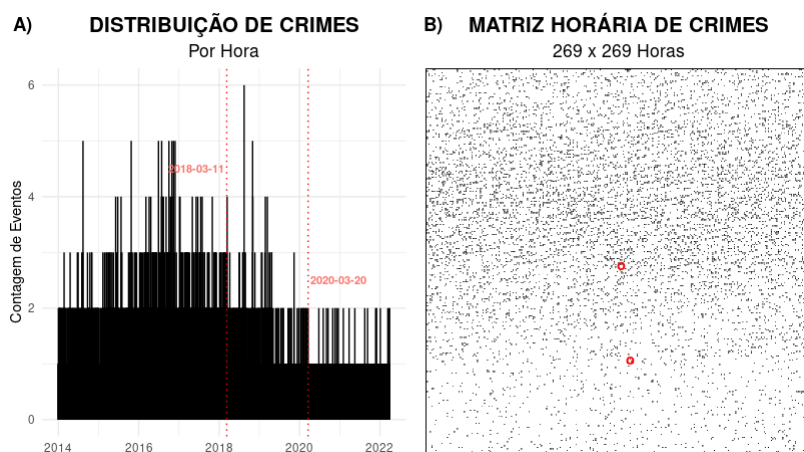 A) DISTRIBUIÇÃO DE CRIMES
Por Hora
Contagem de Eventos
6
4
2
0
2018-03-11
2020-03-20
2014 2016 2018 2020 2022
B) MATRIZ HORÁRIA DE CRIMES
269 x 269 Horas